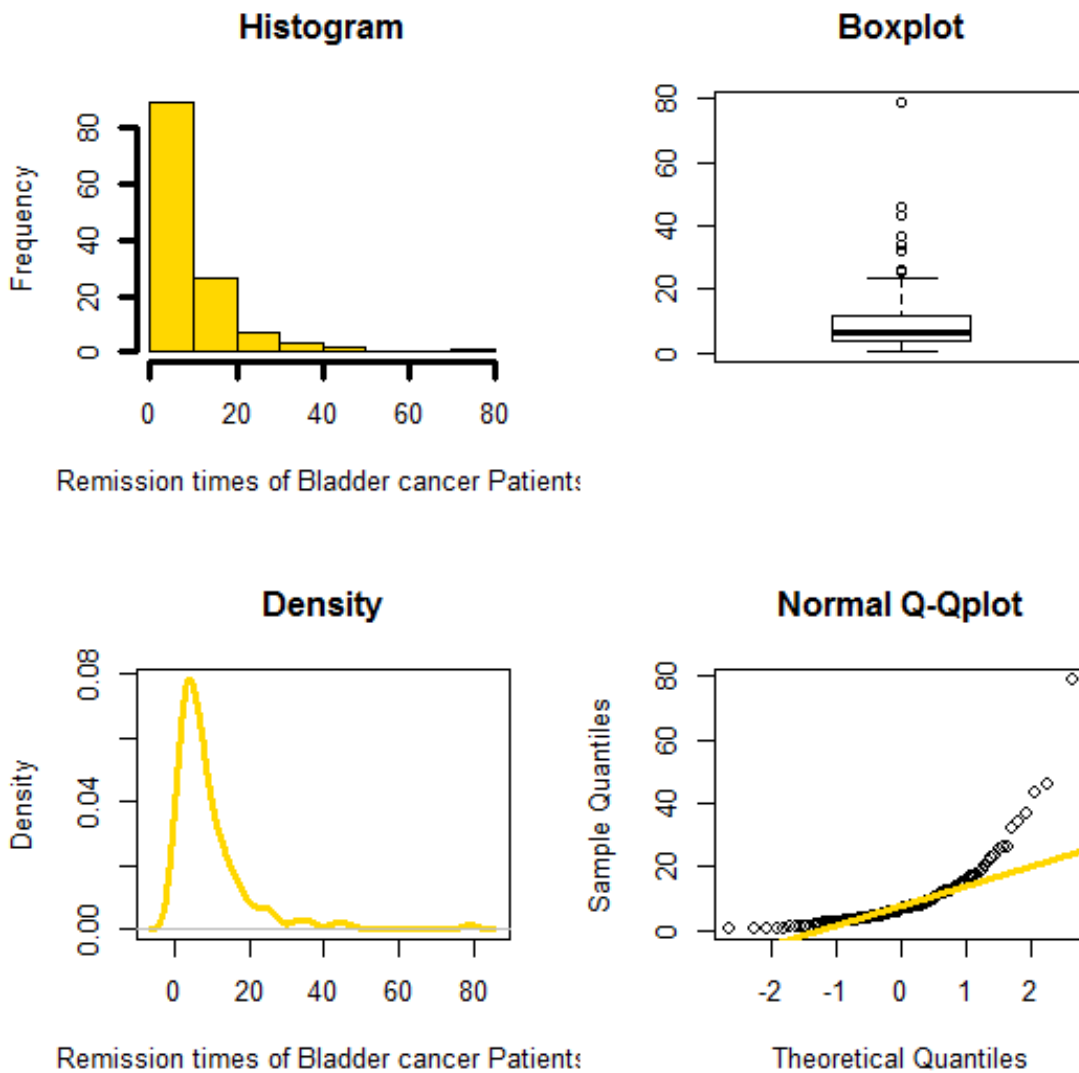 Histogram
Frequency
0 20 40 60 80
0 20 40 60 80
Remission times of Bladder cancer Patients
Boxplot
0 20 40 60 80
Density
Density
0.00 0.04 0.08
0 20 40 60 80
Remission times of Bladder cancer Patients
Normal Q-Qplot
Sample Quantiles
0 20 40 60 80
-2 -1 0 1 2
Theoretical Quantiles